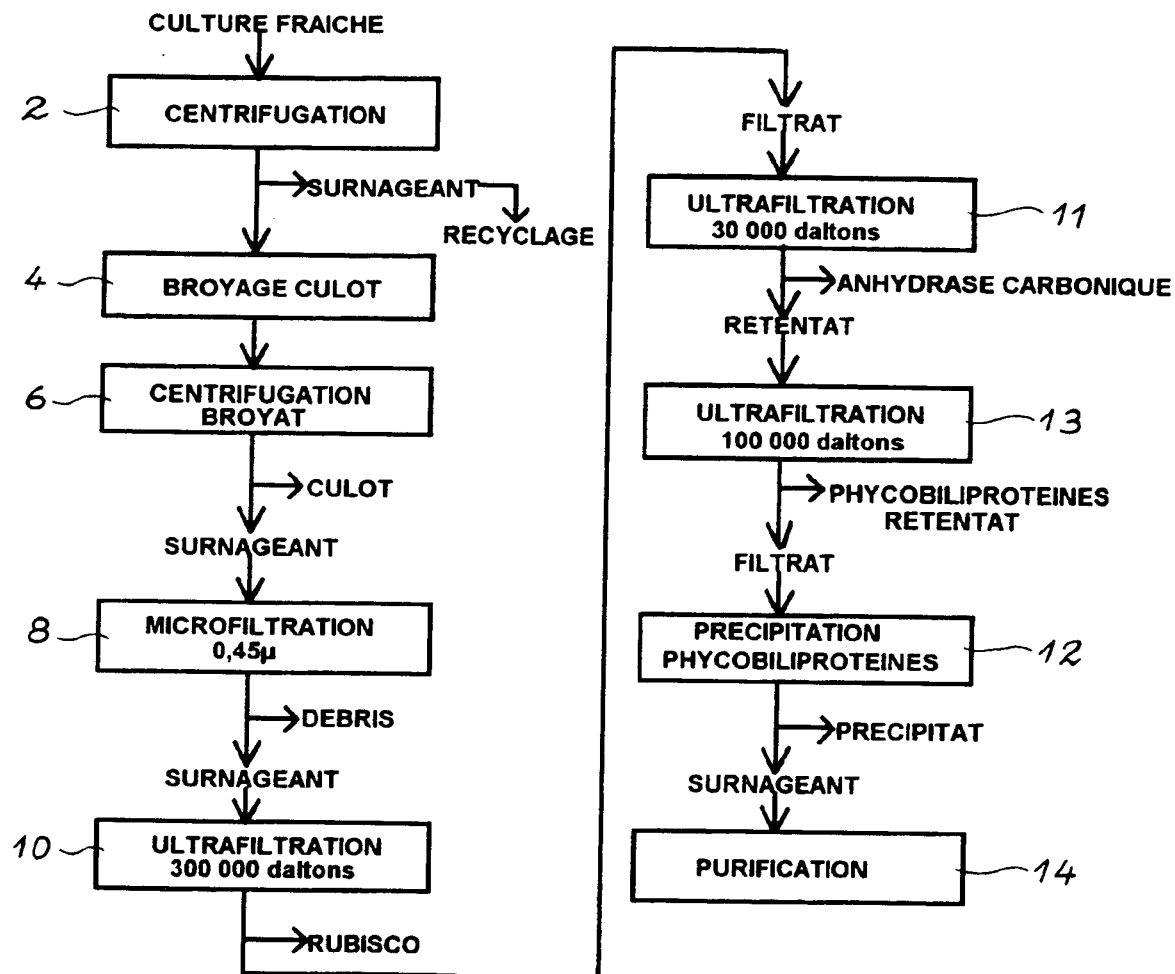 CULTURE FRAICHE
2
CENTRIFUGATION
SURNAGEANT
RECYCLAGE
4
BROYAGE CULOT
6
CENTRIFUGATION
BROYAT
CULOT
SURNAGEANT
8
MICROFILTRATION
0,45µ
DEBRIS
SURNAGEANT
10
ULTRAFILTRATION
300 000 daltons
RUBISCO
FILTRAT
ULTRAFILTRATION
30 000 daltons
11
ANHYDRASE CARBONIQUE
RETENTAT
ULTRAFILTRATION
100 000 daltons
13
PHYCOBILIPROTEINES
RETENTAT
FILTRAT
PRECIPITATION
PHYCOBILIPROTEINES
12
PRECIPITAT
SURNAGEANT
PURIFICATION
14